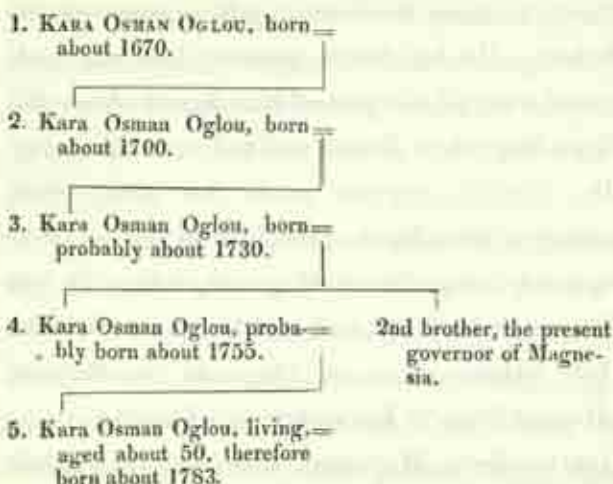 1. KARA OSMAN OGLOU, born
about 1670.
2. Kara Osman Oglou, born
about 1700.
3. Kara Osman Oglou, born
probably about 1730.
4. Kara Osman Oglou, proba-
bly born about 1755.
2nd brother, the present
governor of Magne-
sia.
5. Kara Osman Oglou, living,
aged about 50, therefore
born about 1783.